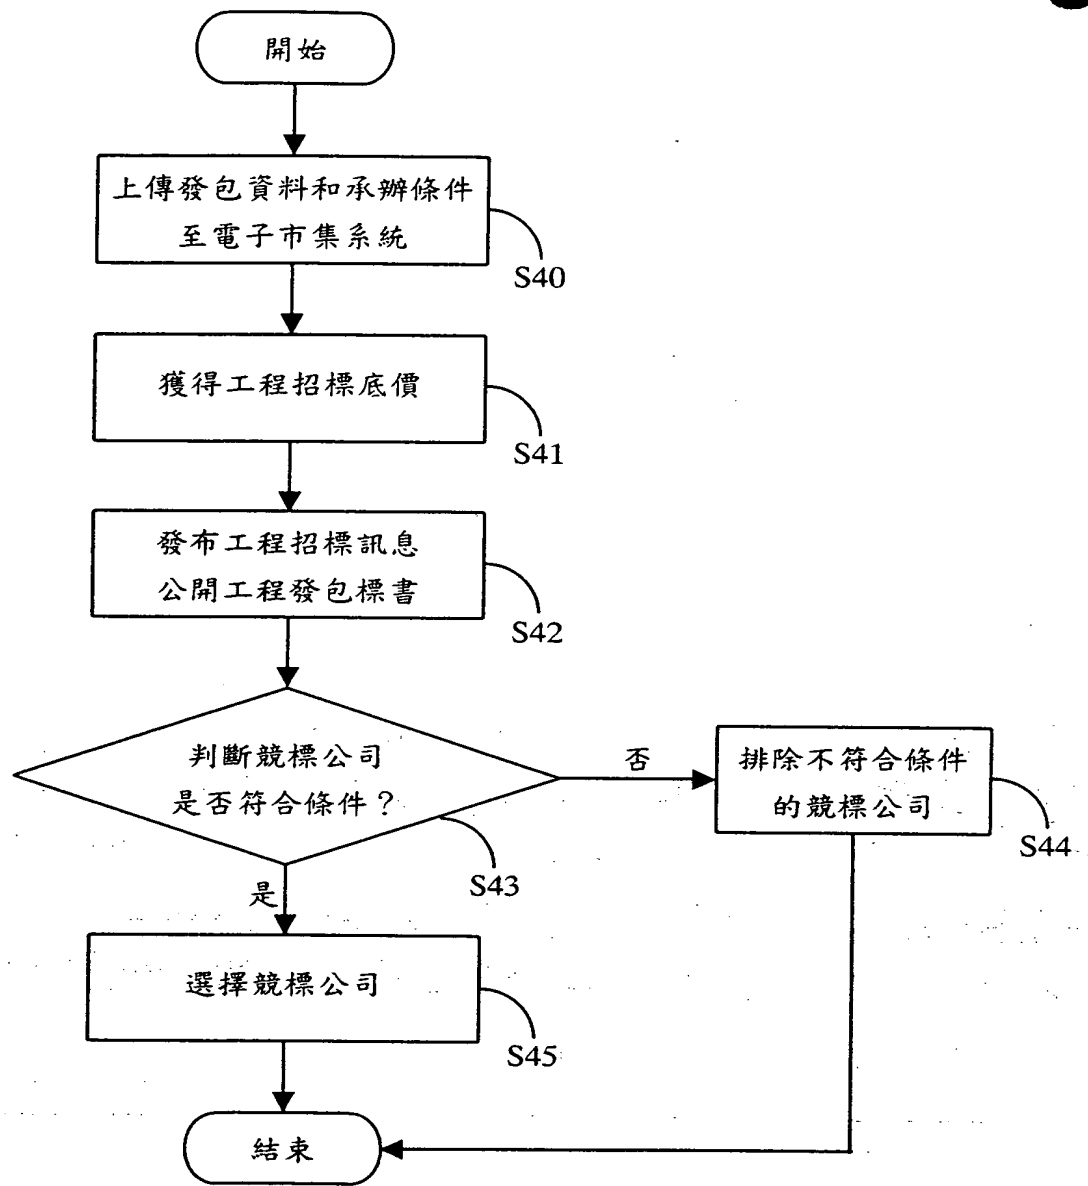 開始
上傳發包資料和承辦條件
至電子市集系統
S40
獲得工程招標底價
S41
發布工程招標訊息
公開工程發包標書
S42
判斷競標公司
是否符合條件？
S43
否
排除不符合條件
的競標公司
S44
是
選擇競標公司
S45
結束